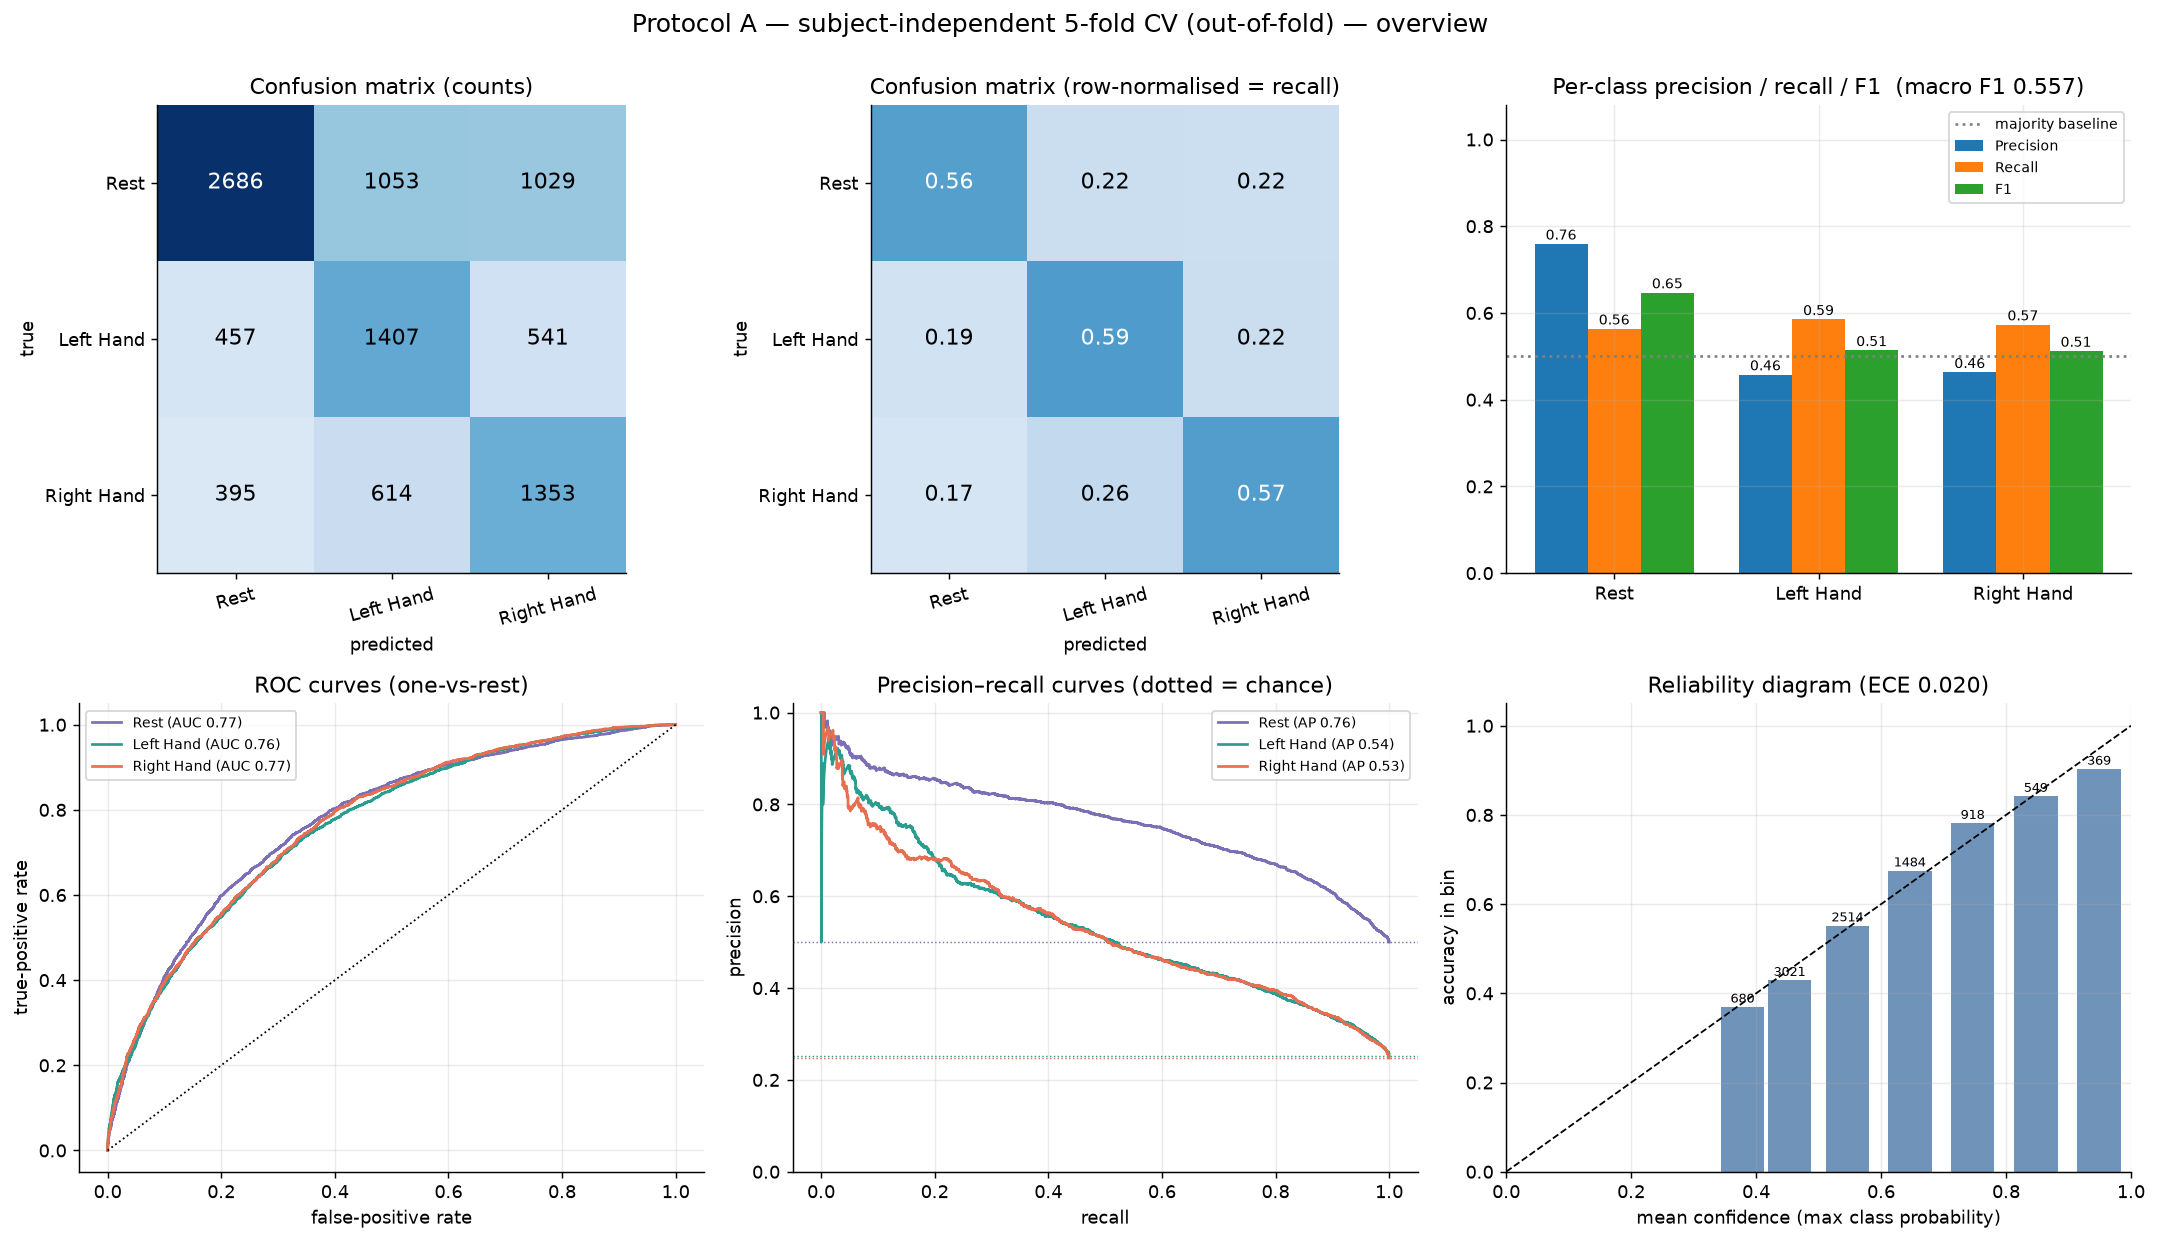 Protocol A — subject-independent 5-fold CV (out-of-fold) — overview
Confusion matrix (counts)
true
Rest
Left Hand
Right Hand
2686 1053 1029
457 1407 541
395 614 1353
Rest Left Hand Right Hand
predicted
Confusion matrix (row-normalised = recall)
true
Rest
Left Hand
Right Hand
0.56 0.22 0.22
0.19 0.59 0.22
0.17 0.26 0.57
Rest Left Hand Right Hand
predicted
Per-class precision / recall / F1 (macro F1 0.557)
majority baseline
Precision
Recall
F1
1.0
0.8
0.6
0.4
0.2
0.0
0.76 0.56 0.65
0.46 0.59 0.51
0.46 0.57 0.51
Rest Left Hand Right Hand
ROC curves (one-vs-rest)
Rest (AUC 0.77)
Left Hand (AUC 0.76)
Right Hand (AUC 0.77)
true-positive rate
1.0
0.8
0.6
0.4
0.2
0.0
0.0 0.2 0.4 0.6 0.8 1.0
false-positive rate
Precision–recall curves (dotted = chance)
Rest (AP 0.76)
Left Hand (AP 0.54)
Right Hand (AP 0.53)
precision
1.0
0.8
0.6
0.4
0.2
0.0
0.0 0.2 0.4 0.6 0.8 1.0
recall
Reliability diagram (ECE 0.020)
accuracy in bin
1.0
0.8
0.6
0.4
0.2
0.0
680 3021 2514 1484 918 549 369
0.0 0.2 0.4 0.6 0.8 1.0
mean confidence (max class probability)